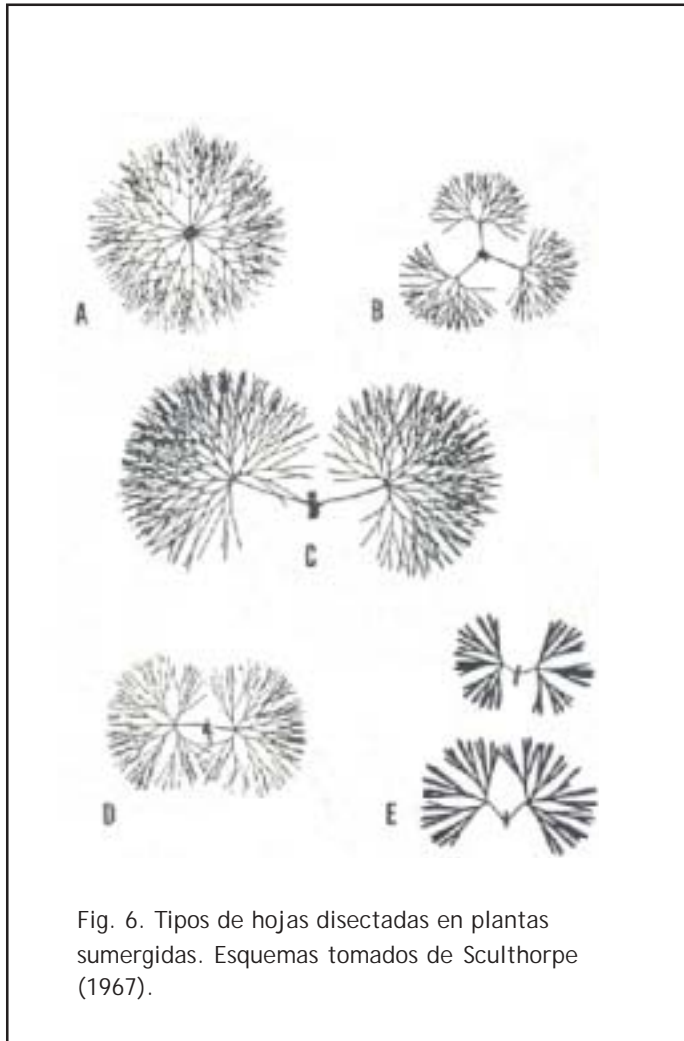 A
B
C
D
E
Fig. 6. Tipos de hojas disectadas en plantas
sumergidas. Esquemas tomados de Sculthorpe
(1967).